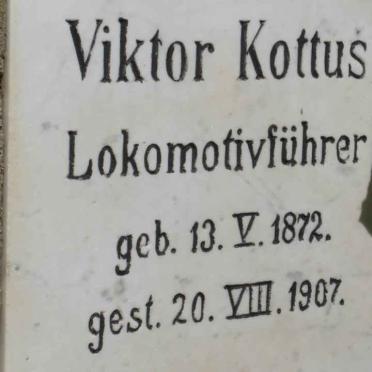 Viktor Kottus
Lokomotivführer
geb. 13. V. 1872.
gest. 20. VIII. 1907.